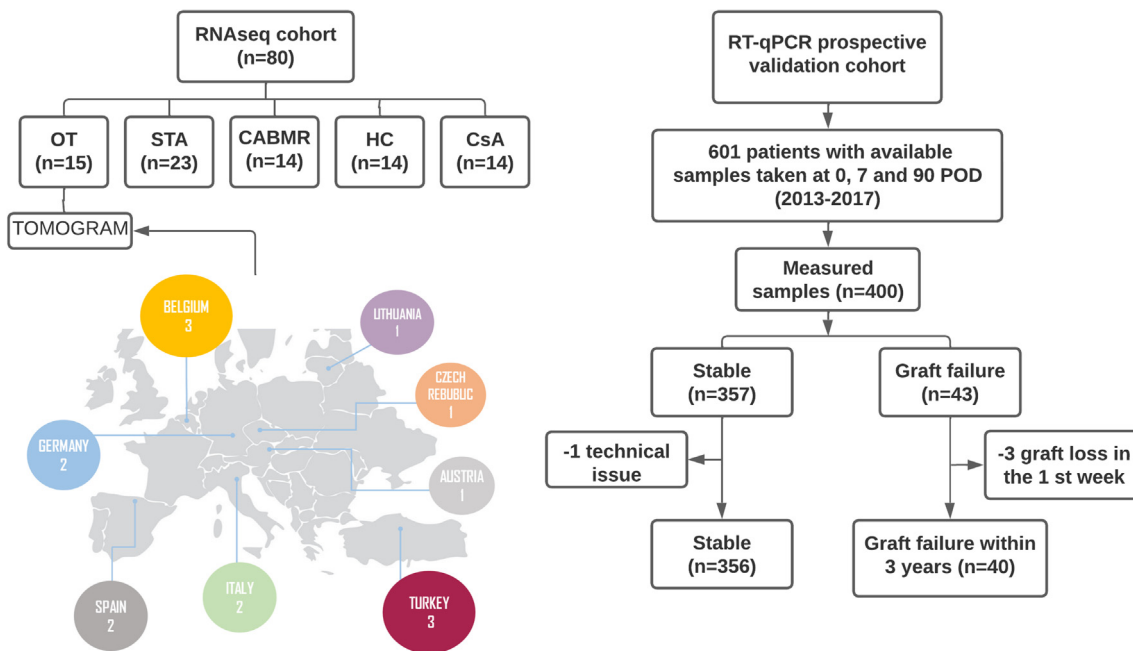 RNAseq cohort
(n=80)
OT
(n=15)
STA
(n=23)
CABMR
(n=14)
HC
(n=14)
CsA
(n=14)
TOMOGRAM
BELGIUM
3
LITHUANIA
1
CZECH
REBUBLIC
1
GERMANY
2
AUSTRIA
1
SPAIN
2
ITALY
2
TURKEY
3
RT-qPCR prospective
validation cohort
601 patients with available
samples taken at 0, 7 and 90 POD
(2013-2017)
Measured
samples (n=400)
Stable
(n=357)
Graft failure
(n=43)
-1 technical
issue
-3 graft loss in
the 1 st week
Stable
(n=356)
Graft failure within
3 years (n=40)